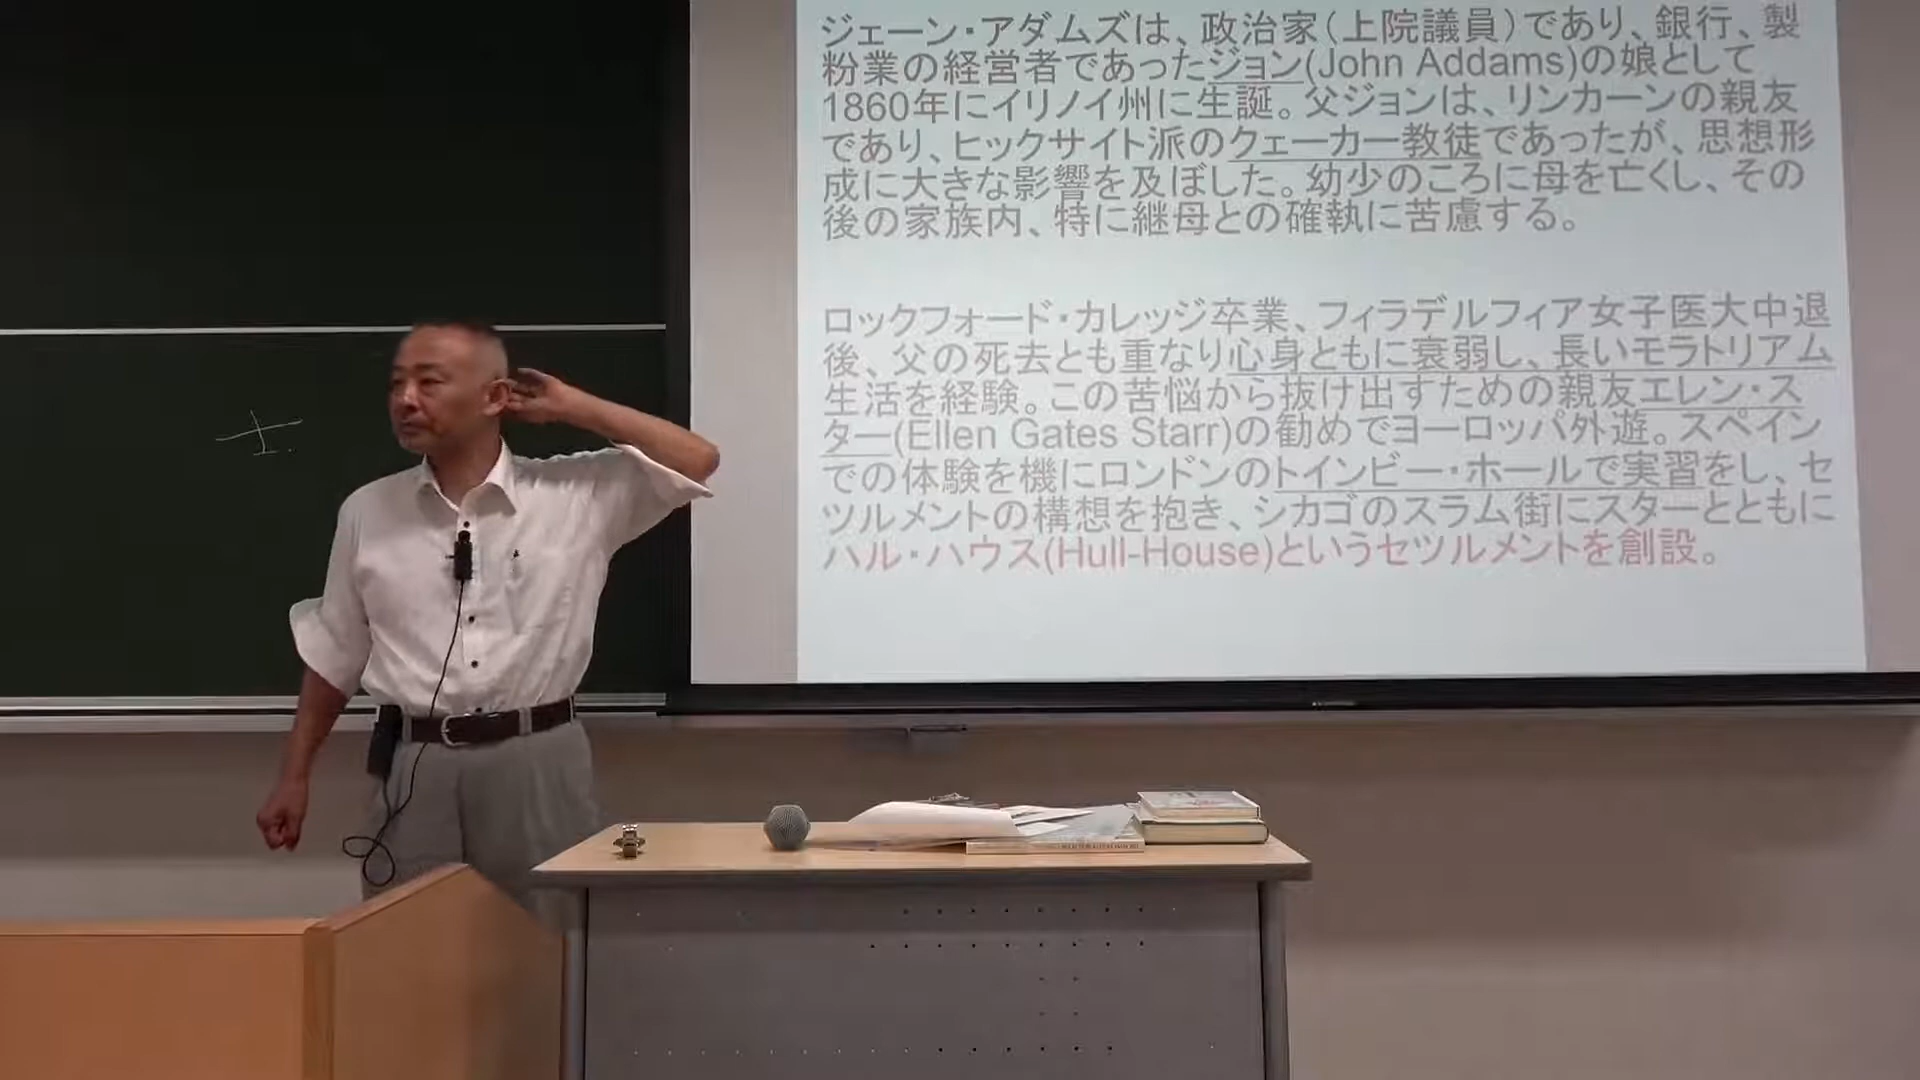 ジェーン・アダムズは、政治家(上院議員)であり、銀行、製
粉業の経営者であったジョン(John Addams)の娘として
1860年にイリノイ州に生誕。父ジョンは、リンカーンの親友
であり、ヒックサイト派のクェーカー教徒であったが、思想形
成に大きな影響を及ぼした。幼少のころに母を亡くし、その
後の家族内、特に継母との確執に苦慮する。
ロックフォード・カレッジ卒業、フィラデルフィア女子医大中退
後、父の死去とも重なり心身ともに衰弱し、長いモラトリアム
生活を経験。この苦悩から抜け出すための親友エレン・ス
ター(Ellen Gates Starr)の勧めでヨーロッパ外遊。スペイン
での体験を機にロンドンのトインビー・ホールで実習をし、セ
ツルメントの構想を抱き、シカゴのスラム街にスターとともに
ハル・ハウス(Hull-House)というセツルメントを創設。